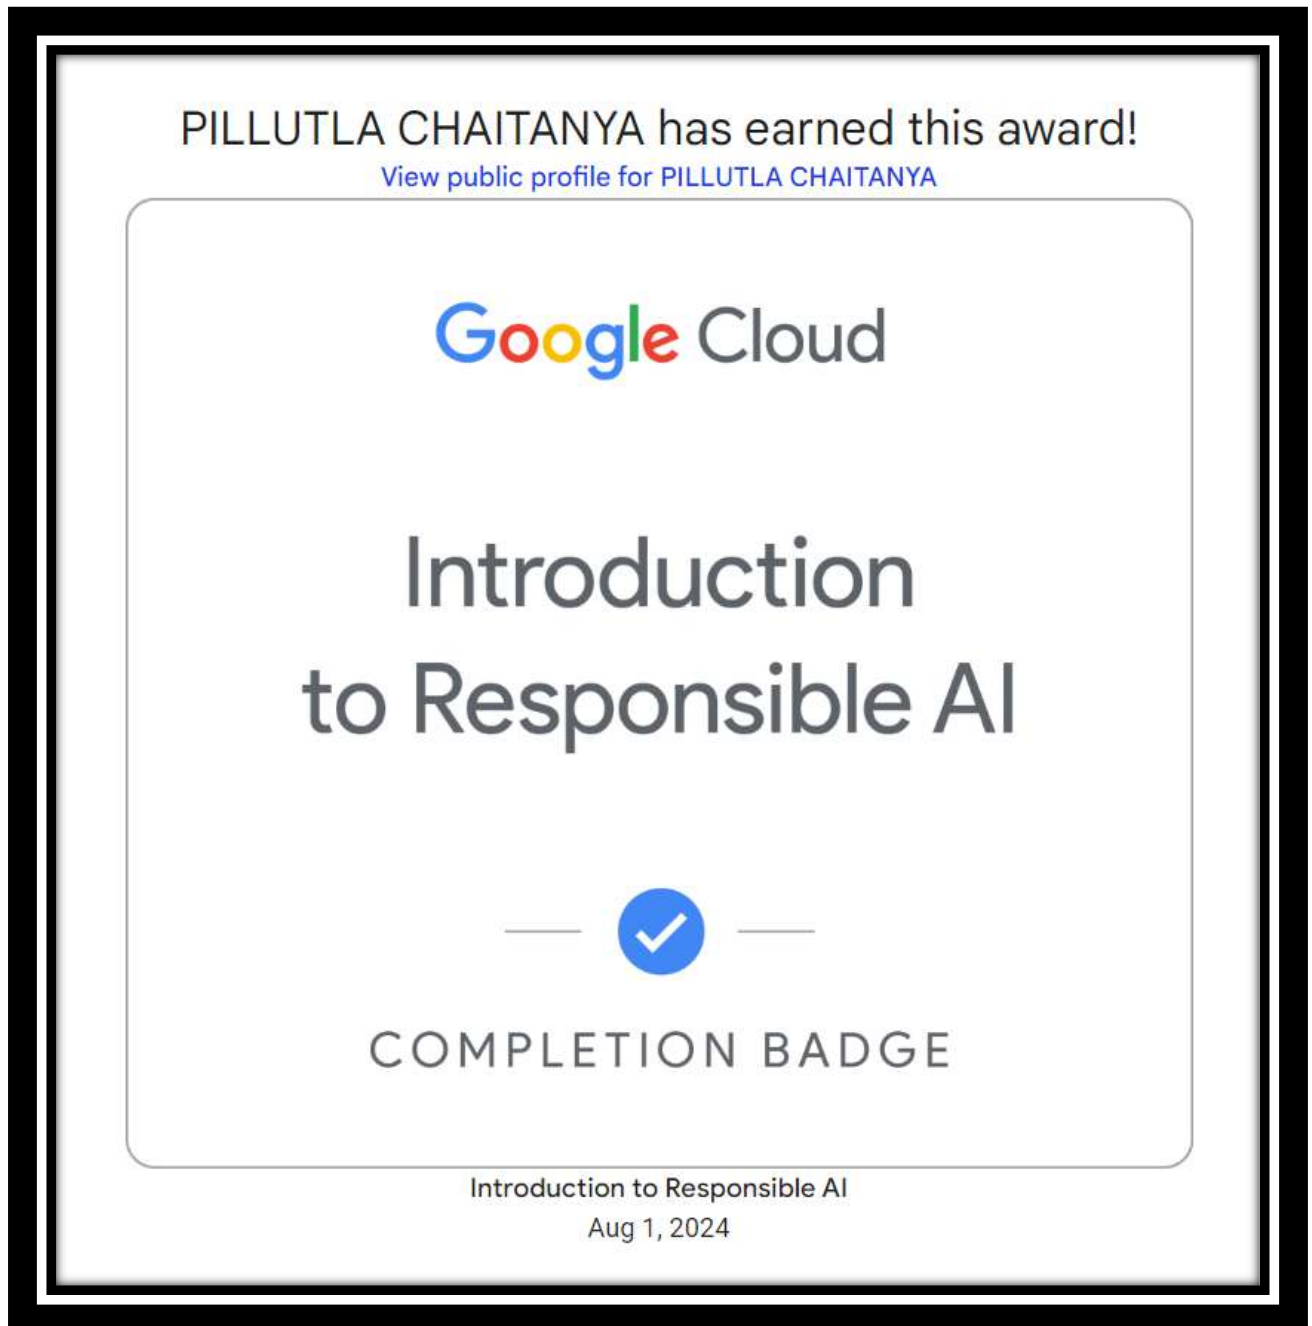 PILLUTLA CHAITANYA has earned this award!
View public profile for PILLUTLA CHAITANYA
Google Cloud
Introduction
to Responsible AI
COMPLETION BADGE
Introduction to Responsible AI
Aug 1, 2024